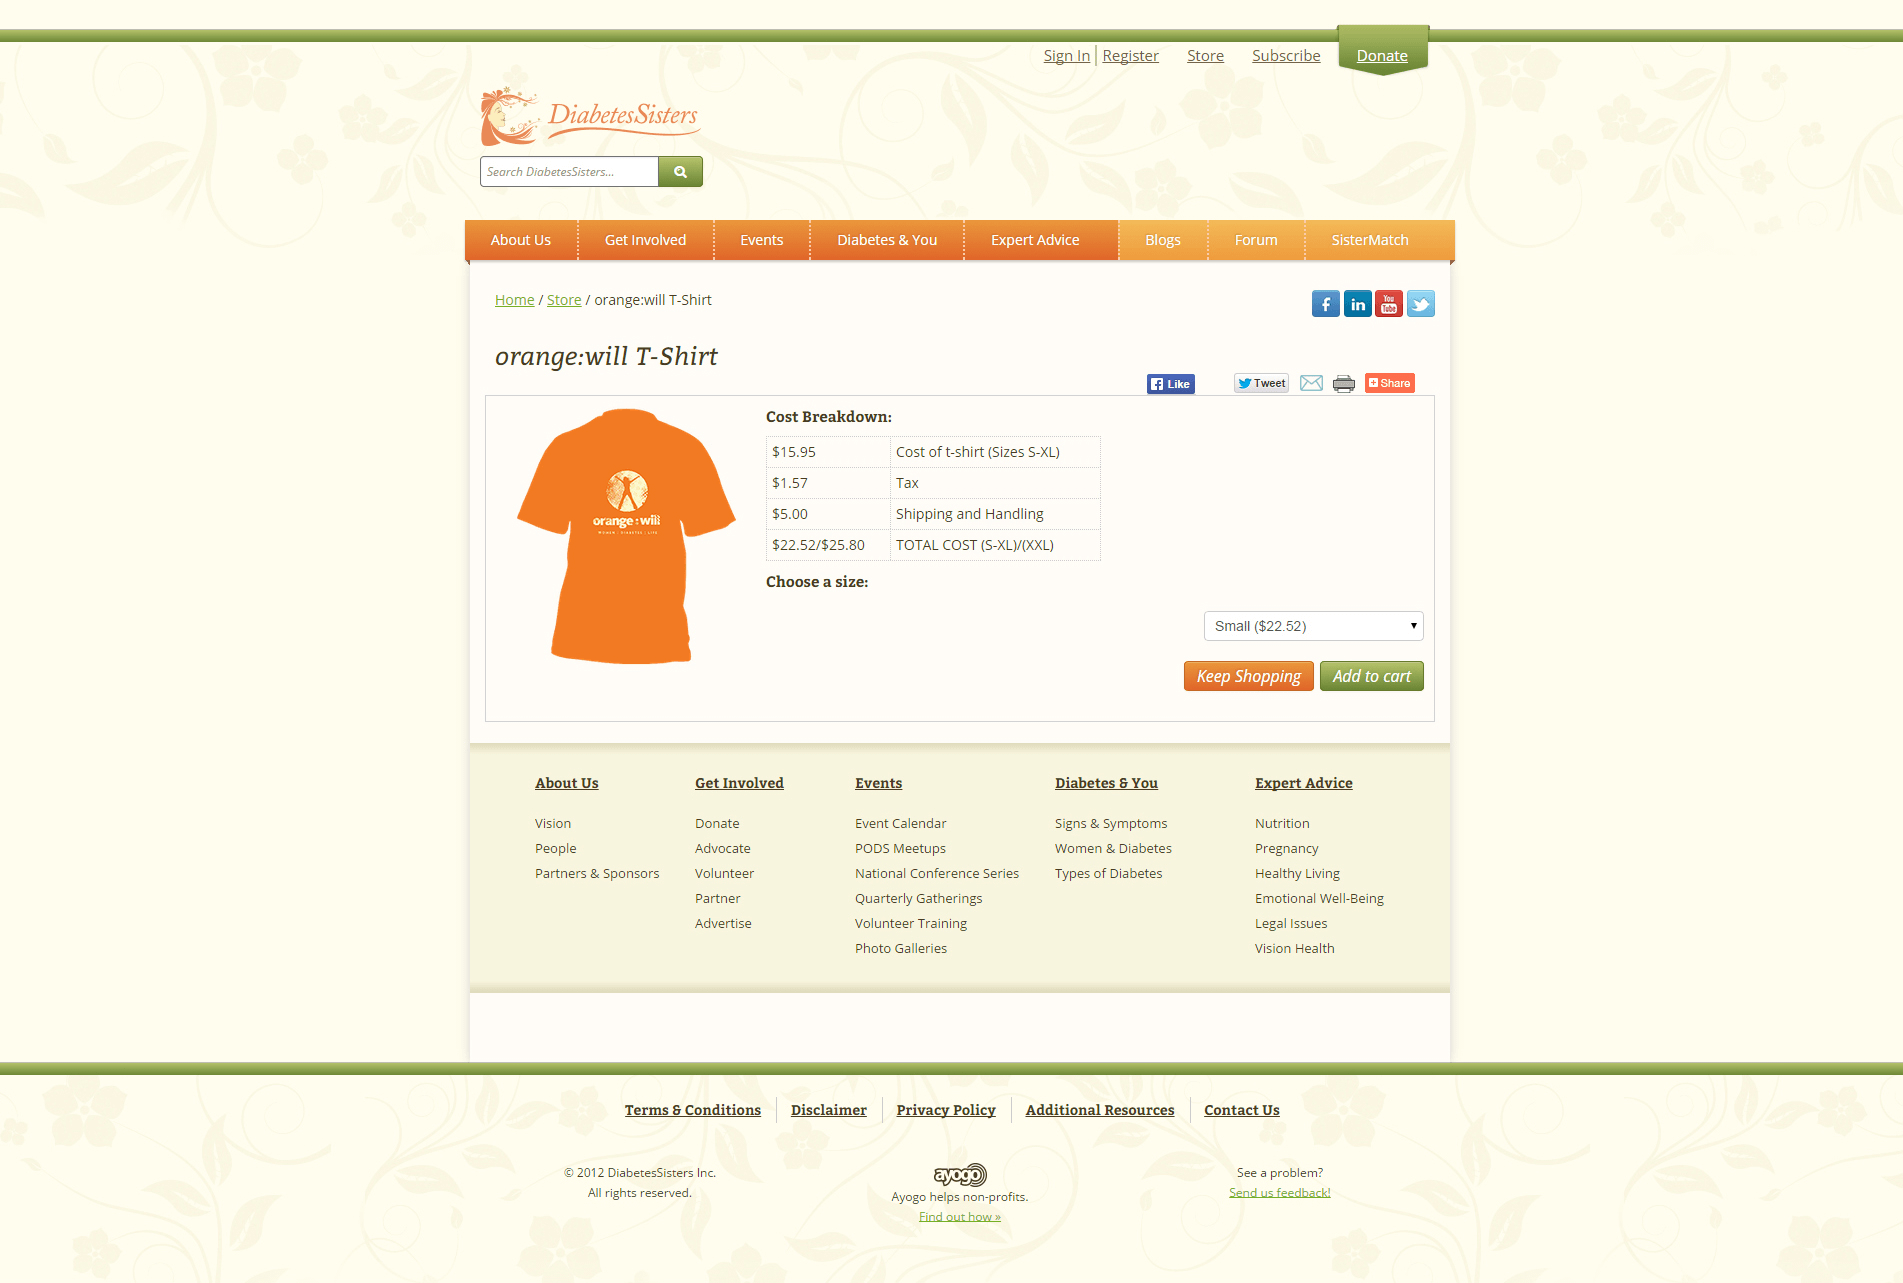 Sign In Register Store Subscribe Donate
DiabetesSisters
Search DiabetesSisters...
About Us Get Involved Events Diabetes & You Expert Advice Blogs Forum SisterMatch
Home / Store / orange:will T-Shirt
You Tube
orange:will T-Shirt
Like Tweet Share
Cost Breakdown:
$15.95 Cost of t-shirt (Sizes S-XL)
$1.57 Tax
$5.00 Shipping and Handling
$22.52/$25.80 TOTAL COST (S-XL)/(XXL)
orange:will
WOMEN | DIABETES | LIFE
Choose a size:
Small ($22.52)
Keep Shopping Add to cart
About Us Get Involved Events Diabetes & You Expert Advice
Vision Donate Event Calendar Signs & Symptoms Nutrition
People Advocate PODS Meetups Women & Diabetes Pregnancy
Partners & Sponsors Volunteer National Conference Series Types of Diabetes Healthy Living
Partner Quarterly Gatherings Emotional Well-Being
Advertise Volunteer Training Legal Issues
Photo Galleries Vision Health
Terms & Conditions Disclaimer Privacy Policy Additional Resources Contact Us
© 2012 DiabetesSisters Inc.
All rights reserved.
ayogo
Ayogo helps non-profits.
Find out how »
See a problem?
Send us feedback!